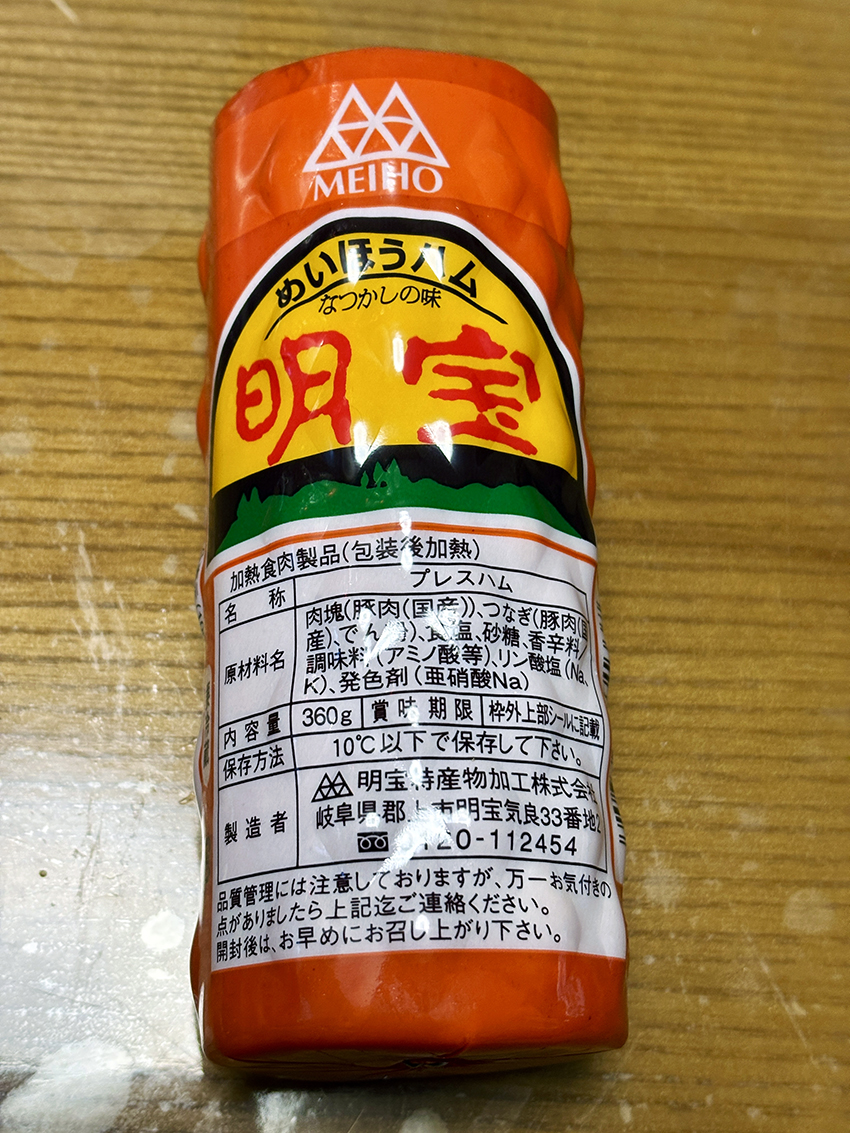 MEIHO
めいほうハム
なつかしの味
明宝
加熱食肉製品(包装後加熱)
名称 プレスハム
原材料名 肉塊(豚肉(国産))、つなぎ(豚肉(国
産)、でん粉)、食塩、砂糖、香辛料/
調味料(アミノ酸等)、リン酸塩(Na、
K)、発色剤(亜硝酸Na)
内容量 360g 賞味期限 枠外上部シールに記載
保存方法 10℃以下で保存して下さい。
製造者 明宝特産物加工株式会社
岐阜県郡上市明宝気良33番地2
0120-112454
品質管理には注意しておりますが、万一お気付きの
点がありましたら上記迄ご連絡ください。
開封後は、お早めにお召し上がり下さい。